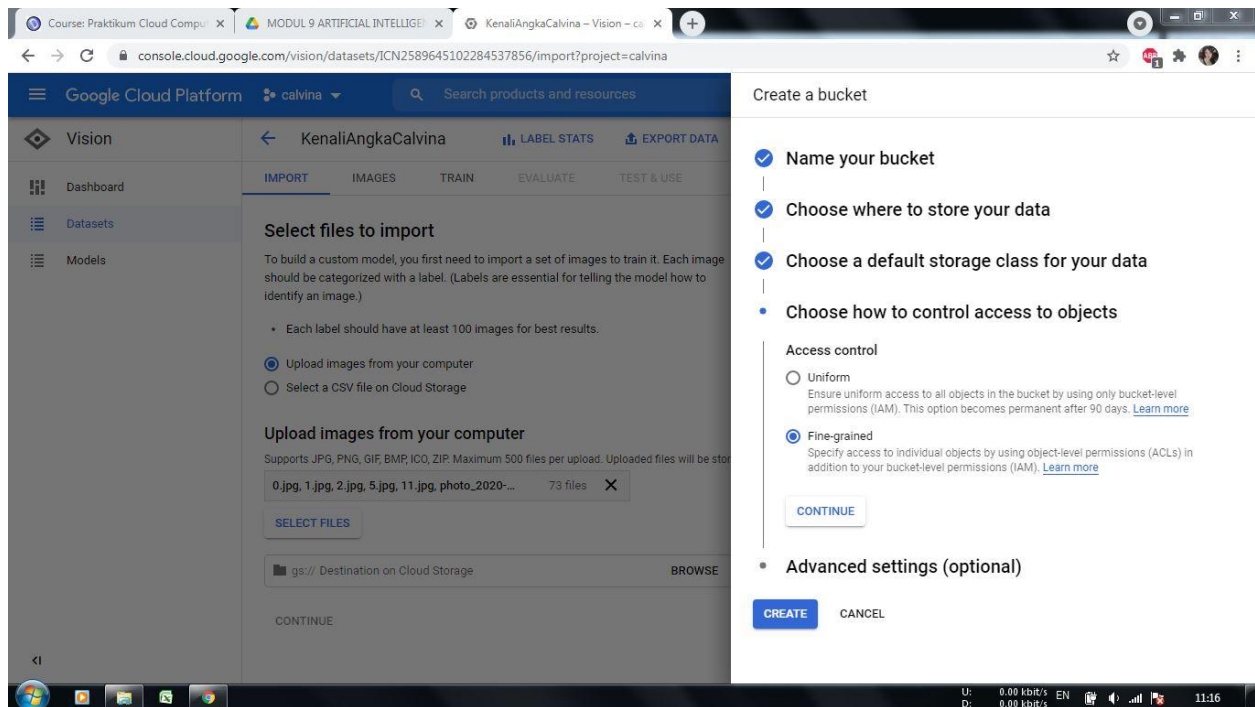 Course: Praktikum Cloud Comput
MODUL 9 ARTIFICIAL INTELLIGEN
KenaliAngkaCalvina – Vision – ca
console.cloud.google.com/vision/datasets/ICN2589645102284537856/import?project=calvina
ABP
1
Google Cloud Platform
calvina
Search products and resources
Vision
KenaliAngkaCalvina
LABEL STATS
EXPORT DATA
Dashboard
Datasets
Models
IMPORT
IMAGES
TRAIN
EVALUATE
TEST & USE
Select files to import
To build a custom model, you first need to import a set of images to train it. Each image
should be categorized with a label. (Labels are essential for telling the model how to
identify an image.)
• Each label should have at least 100 images for best results.
Upload images from your computer
Select a CSV file on Cloud Storage
Upload images from your computer
Supports JPG, PNG, GIF, BMP, ICO, ZIP. Maximum 500 files per upload. Uploaded files will be stor
0.jpg, 1.jpg, 2.jpg, 5.jpg, 11.jpg, photo_2020-... 73 files
SELECT FILES
gs:// Destination on Cloud Storage
BROWSE
CONTINUE
Create a bucket
Name your bucket
Choose where to store your data
Choose a default storage class for your data
Choose how to control access to objects
Access control
Uniform
Ensure uniform access to all objects in the bucket by using only bucket-level
permissions (IAM). This option becomes permanent after 90 days. Learn more
Fine-grained
Specify access to individual objects by using object-level permissions (ACLs) in
addition to your bucket-level permissions (IAM). Learn more
CONTINUE
Advanced settings (optional)
CREATE
CANCEL
U: 0.00 kbit/s
D: 0.00 kbit/s
EN
11:16